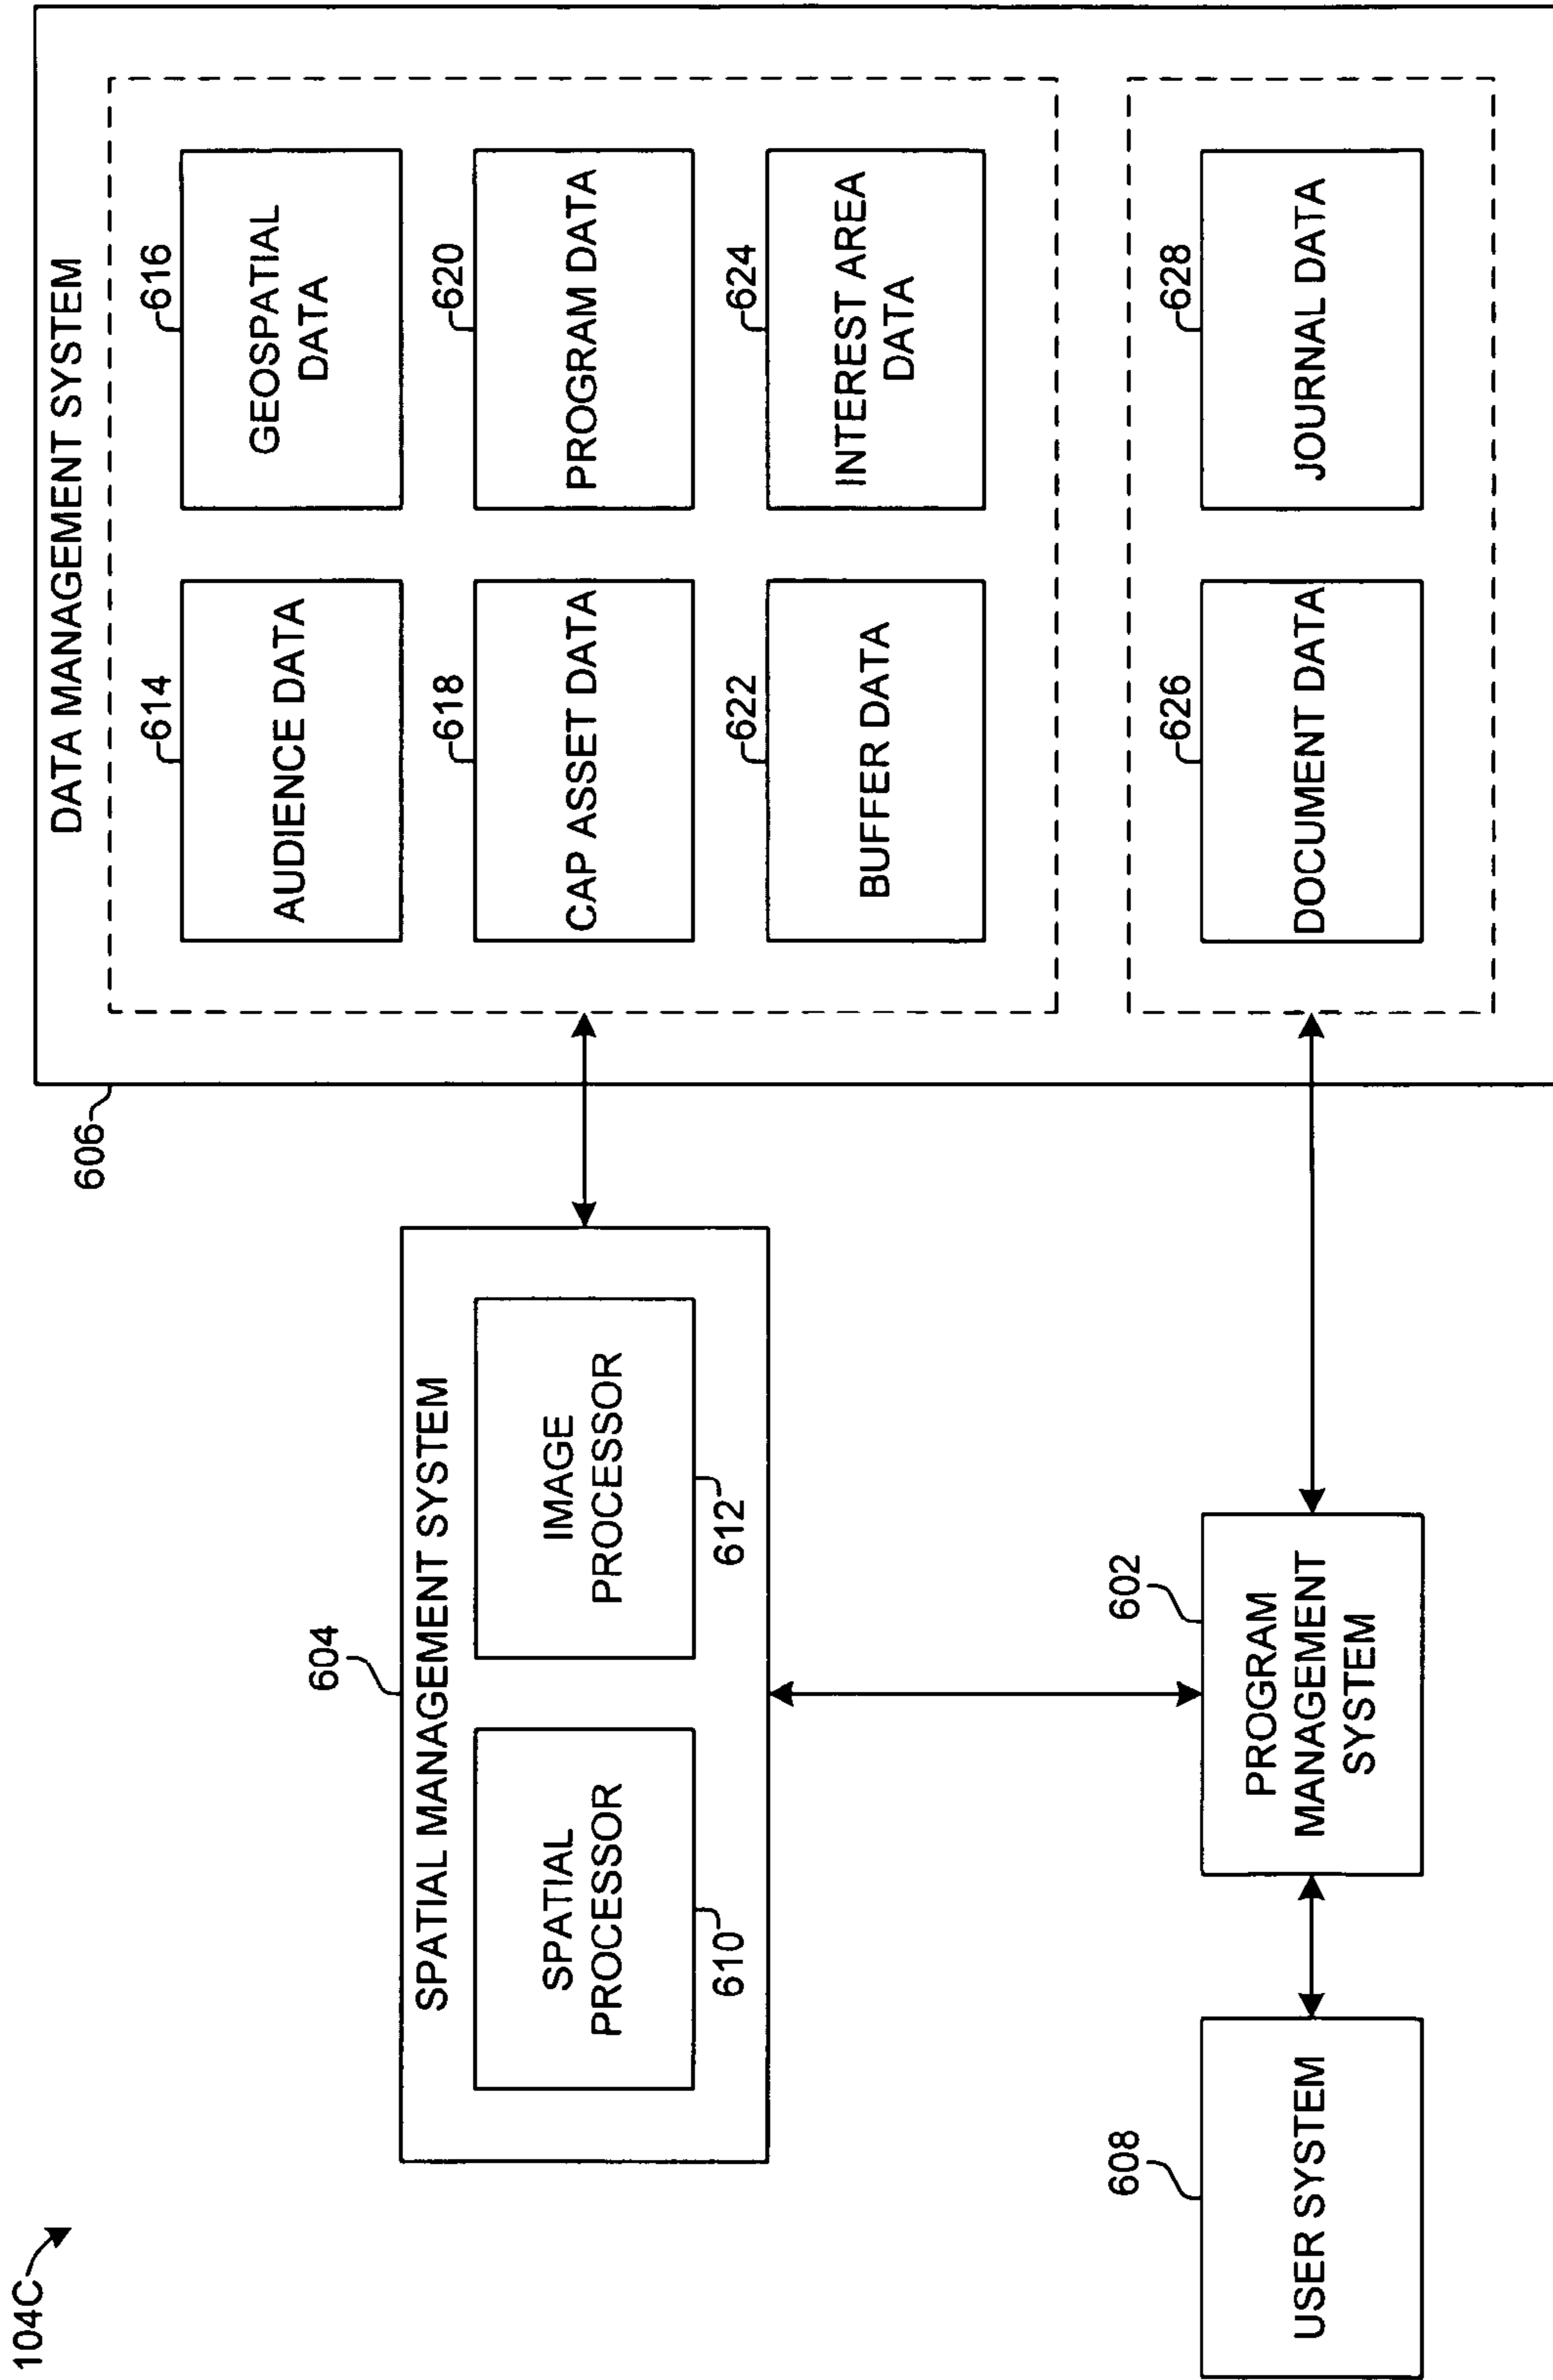 104C
604
SPATIAL MANAGEMENT SYSTEM
SPATIAL
PROCESSOR
610
IMAGE
PROCESSOR
612
608
USER SYSTEM
602
PROGRAM
MANAGEMENT
SYSTEM
606
DATA MANAGEMENT SYSTEM
614
AUDIENCE DATA
616
GEOSPATIAL
DATA
618
CAP ASSET DATA
620
PROGRAM DATA
622
BUFFER DATA
624
INTEREST AREA
DATA
626
DOCUMENT DATA
628
JOURNAL DATA